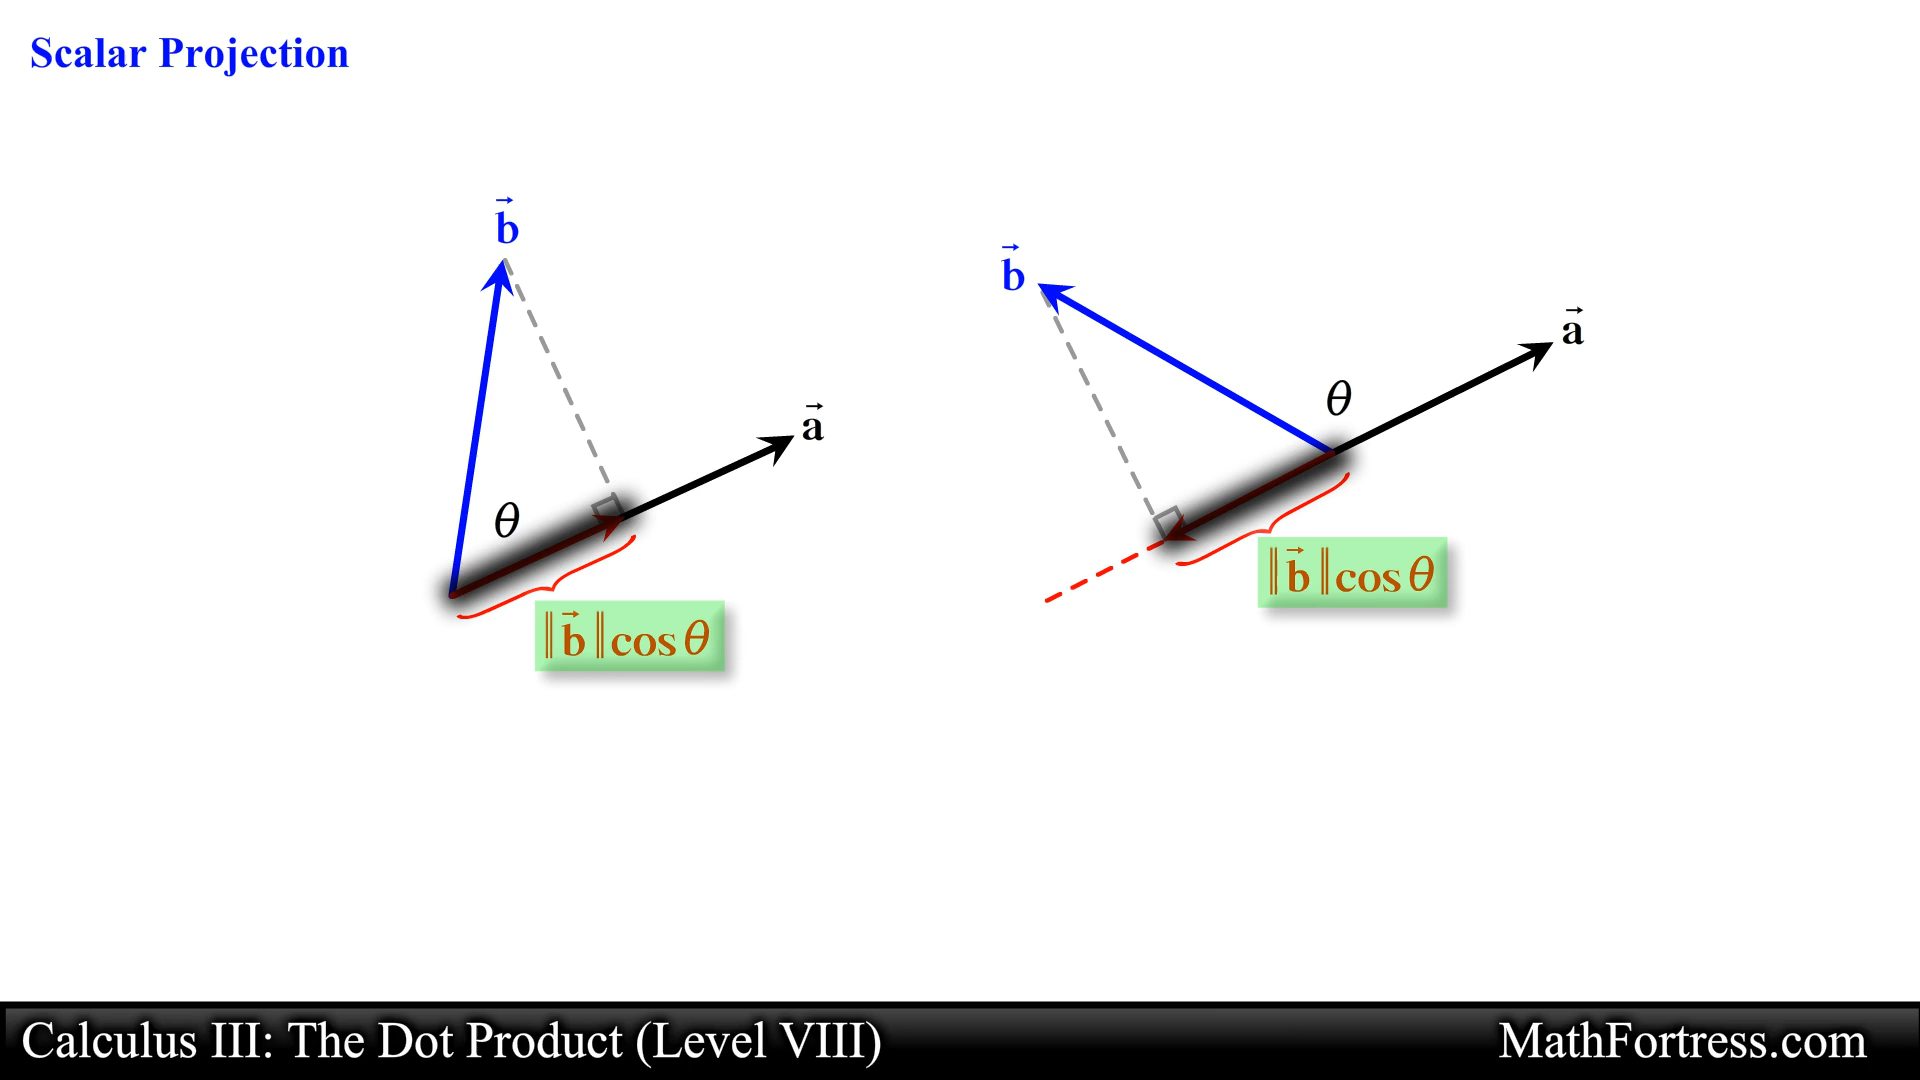 Scalar Projection
b⃗
b⃗
a⃗
θ
a⃗
θ
‖b⃗‖cos θ
‖b⃗‖cos θ
Calculus III: The Dot Product (Level VIII)
MathFortress.com